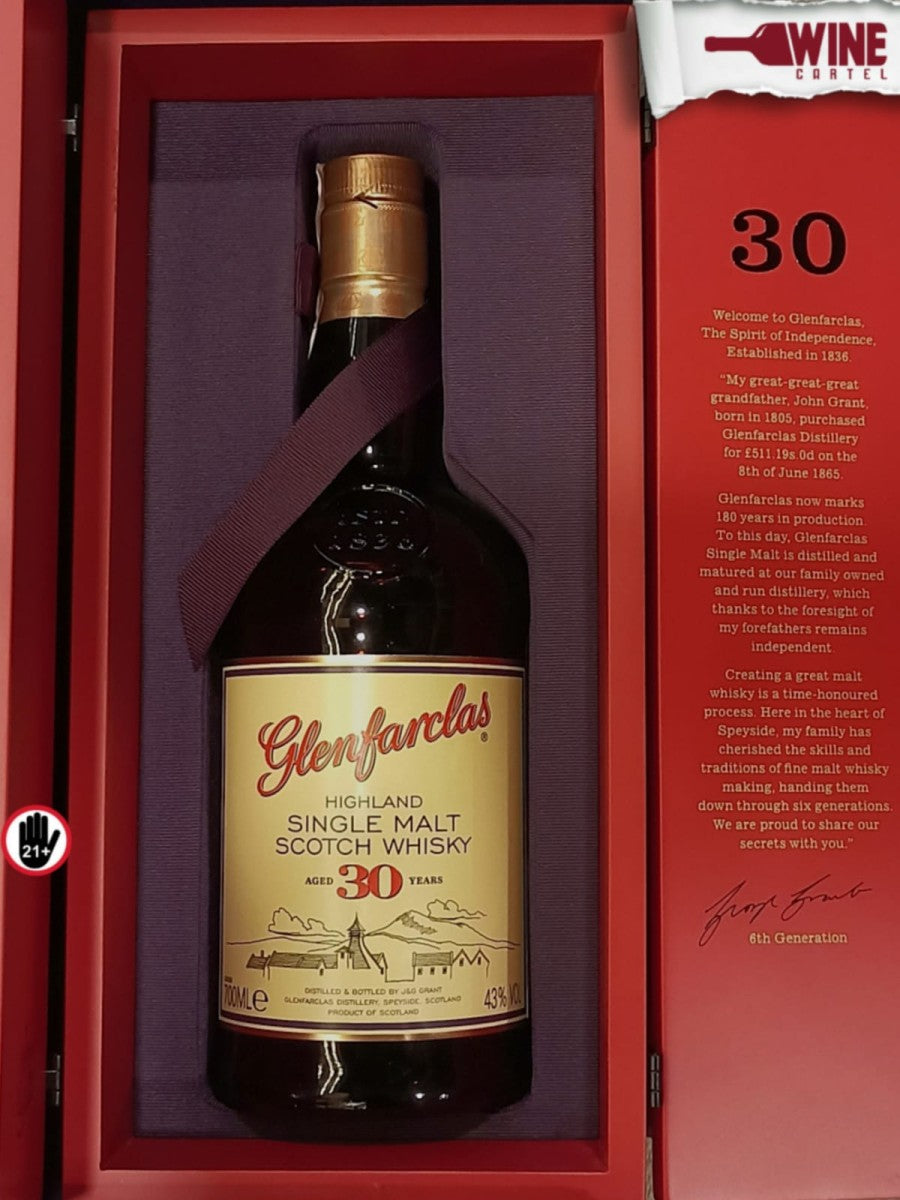 WINE
CARTEL
30
Welcome to Glenfarclas,
The Spirit of Independence,
Established in 1836.
“My great-great-great
grandfather, John Grant,
born in 1805, purchased
Glenfarclas Distillery
for £511.19s.0d on the
8th of June 1865.
Glenfarclas now marks
180 years in production.
To this day, Glenfarclas
Single Malt is distilled and
matured at our family owned
and run distillery, which
thanks to the foresight of
my forefathers remains
independent.
Creating a great malt
whisky is a time-honoured
process. Here in the heart of
Speyside, my family has
cherished the skills and
traditions of fine malt whisky
making, handing them
down through six generations.
We are proud to share our
secrets with you.”
George Grant
6th Generation
ESTD
1836
Glenfarclas®
HIGHLAND
SINGLE MALT
SCOTCH WHISKY
AGED 30 YEARS
DISTILLED & BOTTLED BY J&G GRANT
GLENFARCLAS DISTILLERY, SPEYSIDE, SCOTLAND
PRODUCT OF SCOTLAND
700MLe
43% VOL
21+